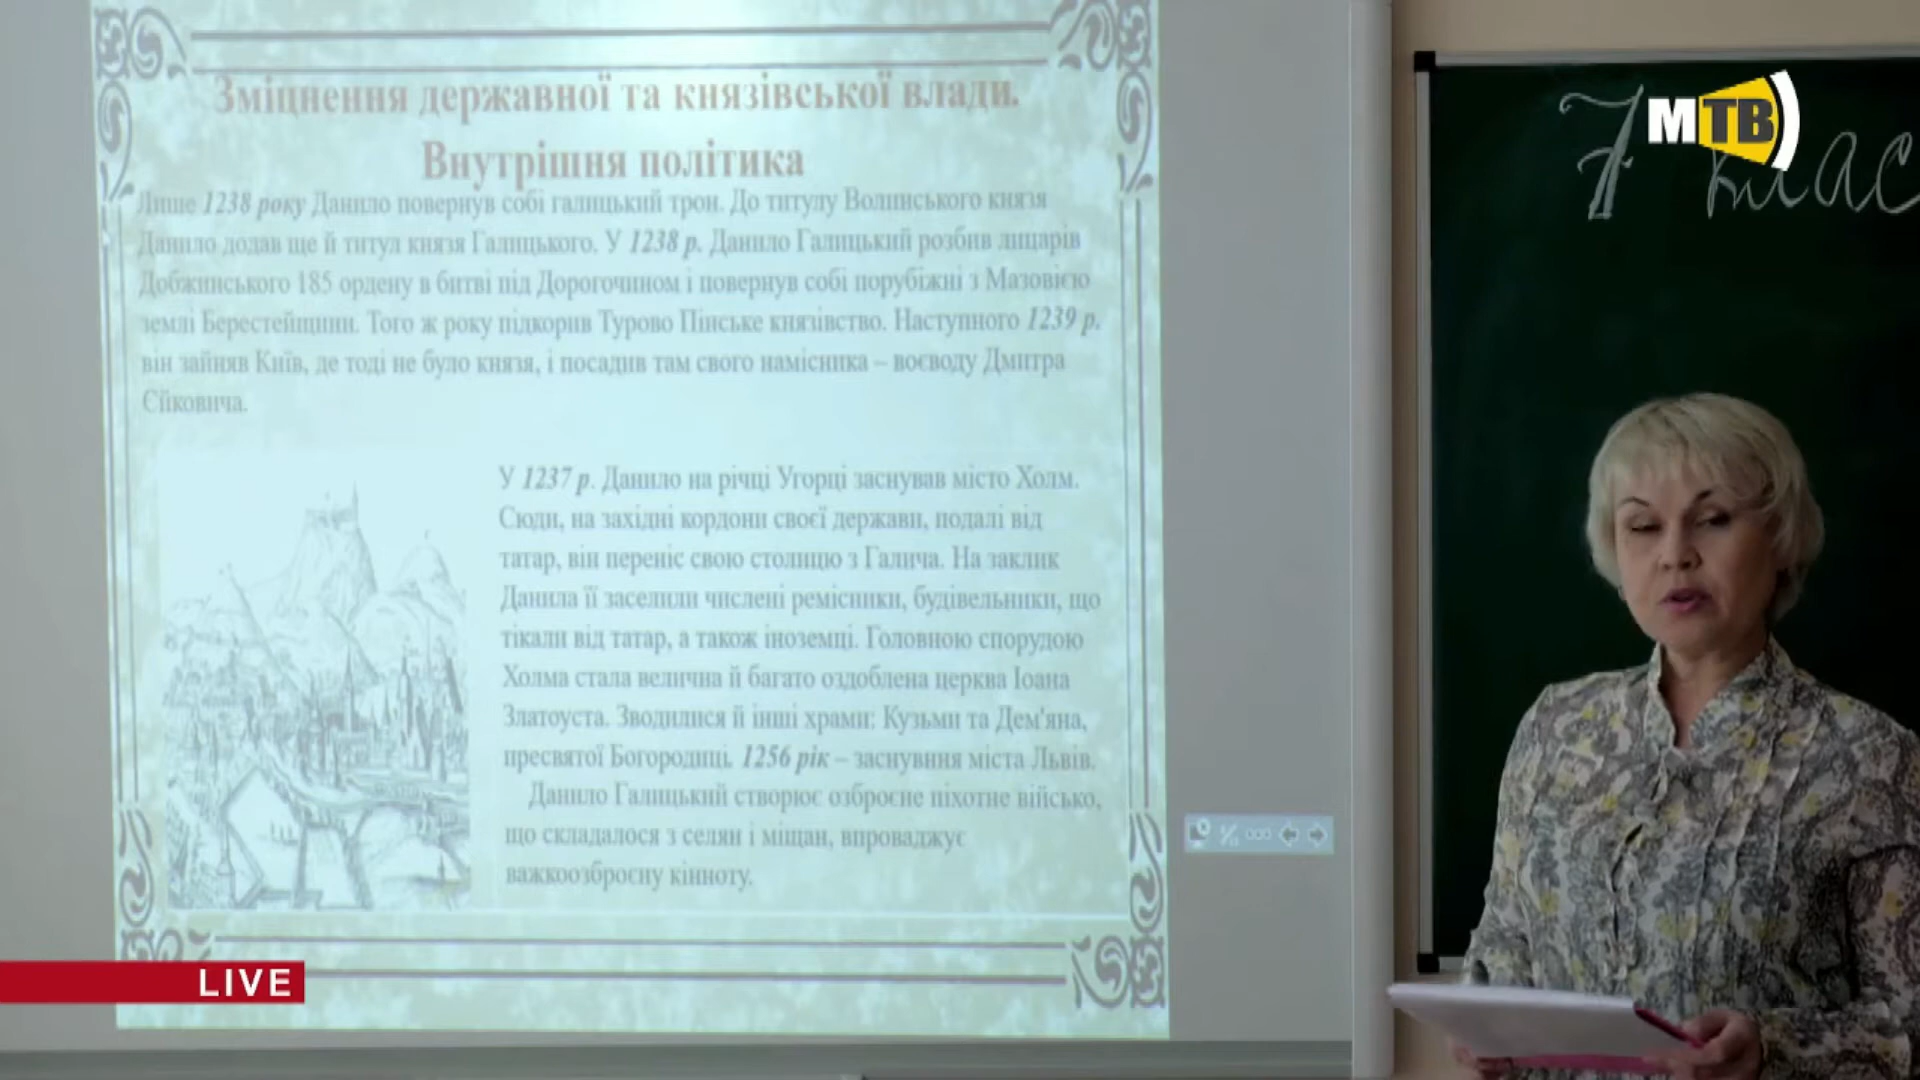 Зміцнення державної та князівської влади.
Внутрішня політика
Лише 1238 року Данило повернув собі галицький трон. До титулу Волинського князя
Данило додав ще й титул князя Галицького. У 1238 р. Данило Галицький розбив лицарів
Добжинського 185 ордену в битві під Дорогочином і повернув собі порубіжні з Мазовією
землі Берестейщини. Того ж року підкорив Турово Пінське князівство. Наступного 1239 р.
він зайняв Київ, де тоді не було князя, і посадив там свого намісника – воєводу Дмитра
Єйковича.
У 1237 р. Данило на річці Угорці заснував місто Холм.
Сюди, на західні кордони своєї держави, подалі від
татар, він переніс свою столицю з Галича. На заклик
Данила її заселили числені ремісники, будівельники, що
тікали від татар, а також іноземці. Головною спорудою
Холма стала велична й багато оздоблена церква Іоана
Златоуста. Зводилися й інші храми: Кузьми та Дем'яна,
пресвятої Богородиці. 1256 рік – заснувння міста Львів.
Данило Галицький створює озброєне піхотне військо,
що складалося з селян і міщан, впроваджує
важкоозброєну кінноту.
7 клас
МТВ
LIVE